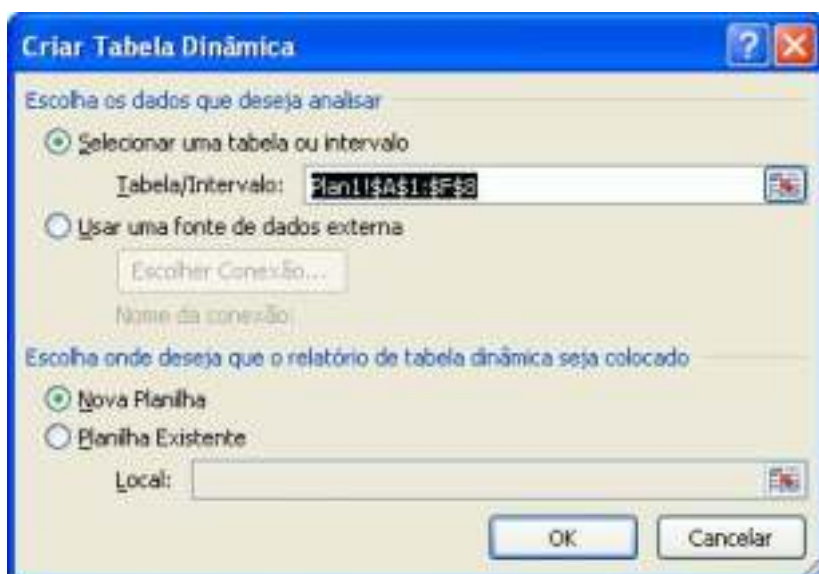 Criar Tabela Dinâmica
?
Escolha os dados que deseja analisar
Selecionar uma tabela ou intervalo
Tabela/Intervalo: Plan1!$A$1:$F$8
Usar uma fonte de dados externa
Escolher Conexão...
Nome da conexão:
Escolha onde deseja que o relatório de tabela dinâmica seja colocado
Nova Planilha
Planilha Existente
Local:
OK Cancelar